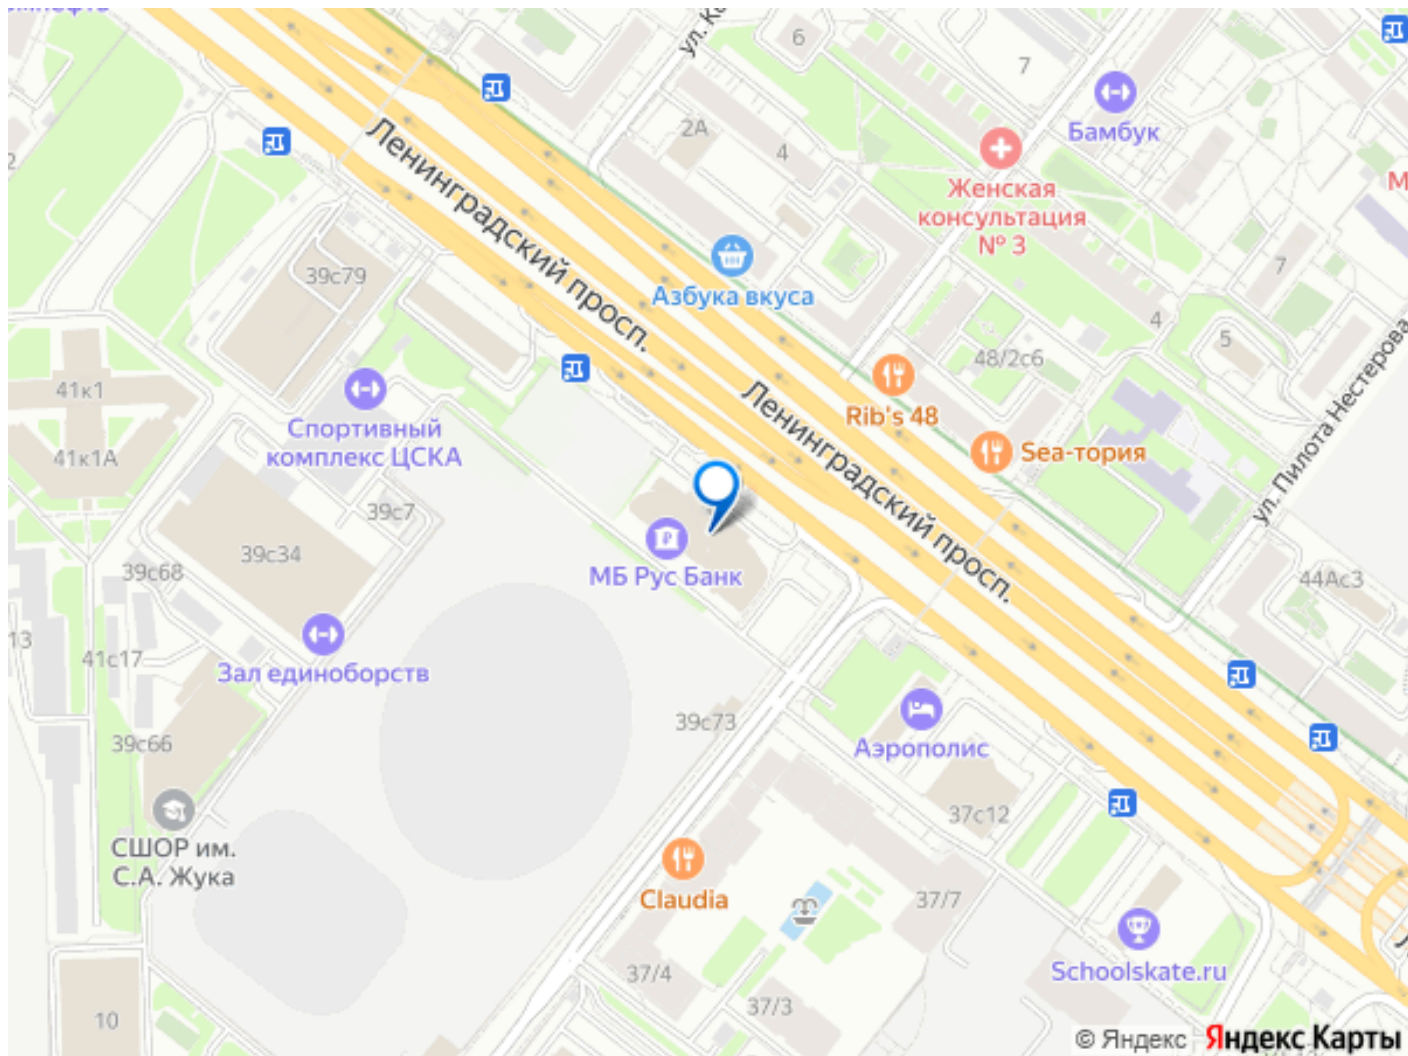 ул. Ко
6
7
Бамбук
2А
4
Женская
консультация
№ 3
М
Ленинградский просп.
39с79
Азбука вкуса
7
4
5
48/2с6
41к1
Rib's 48
Спортивный
комплекс ЦСКА
41к1А
Ленинградский просп.
Sea-тория
ул. Пилота Нестерова
39с7
39с34
39с68
МБ Рус Банк
44Ас3
13
41с17
Зал единоборств
39с73
39с66
Аэрополис
37с12
СШОР им.
С.А. Жука
Claudia
37/7
Schoolskate.ru
37/4
37/3
10
© Яндекс Яндекс Карты